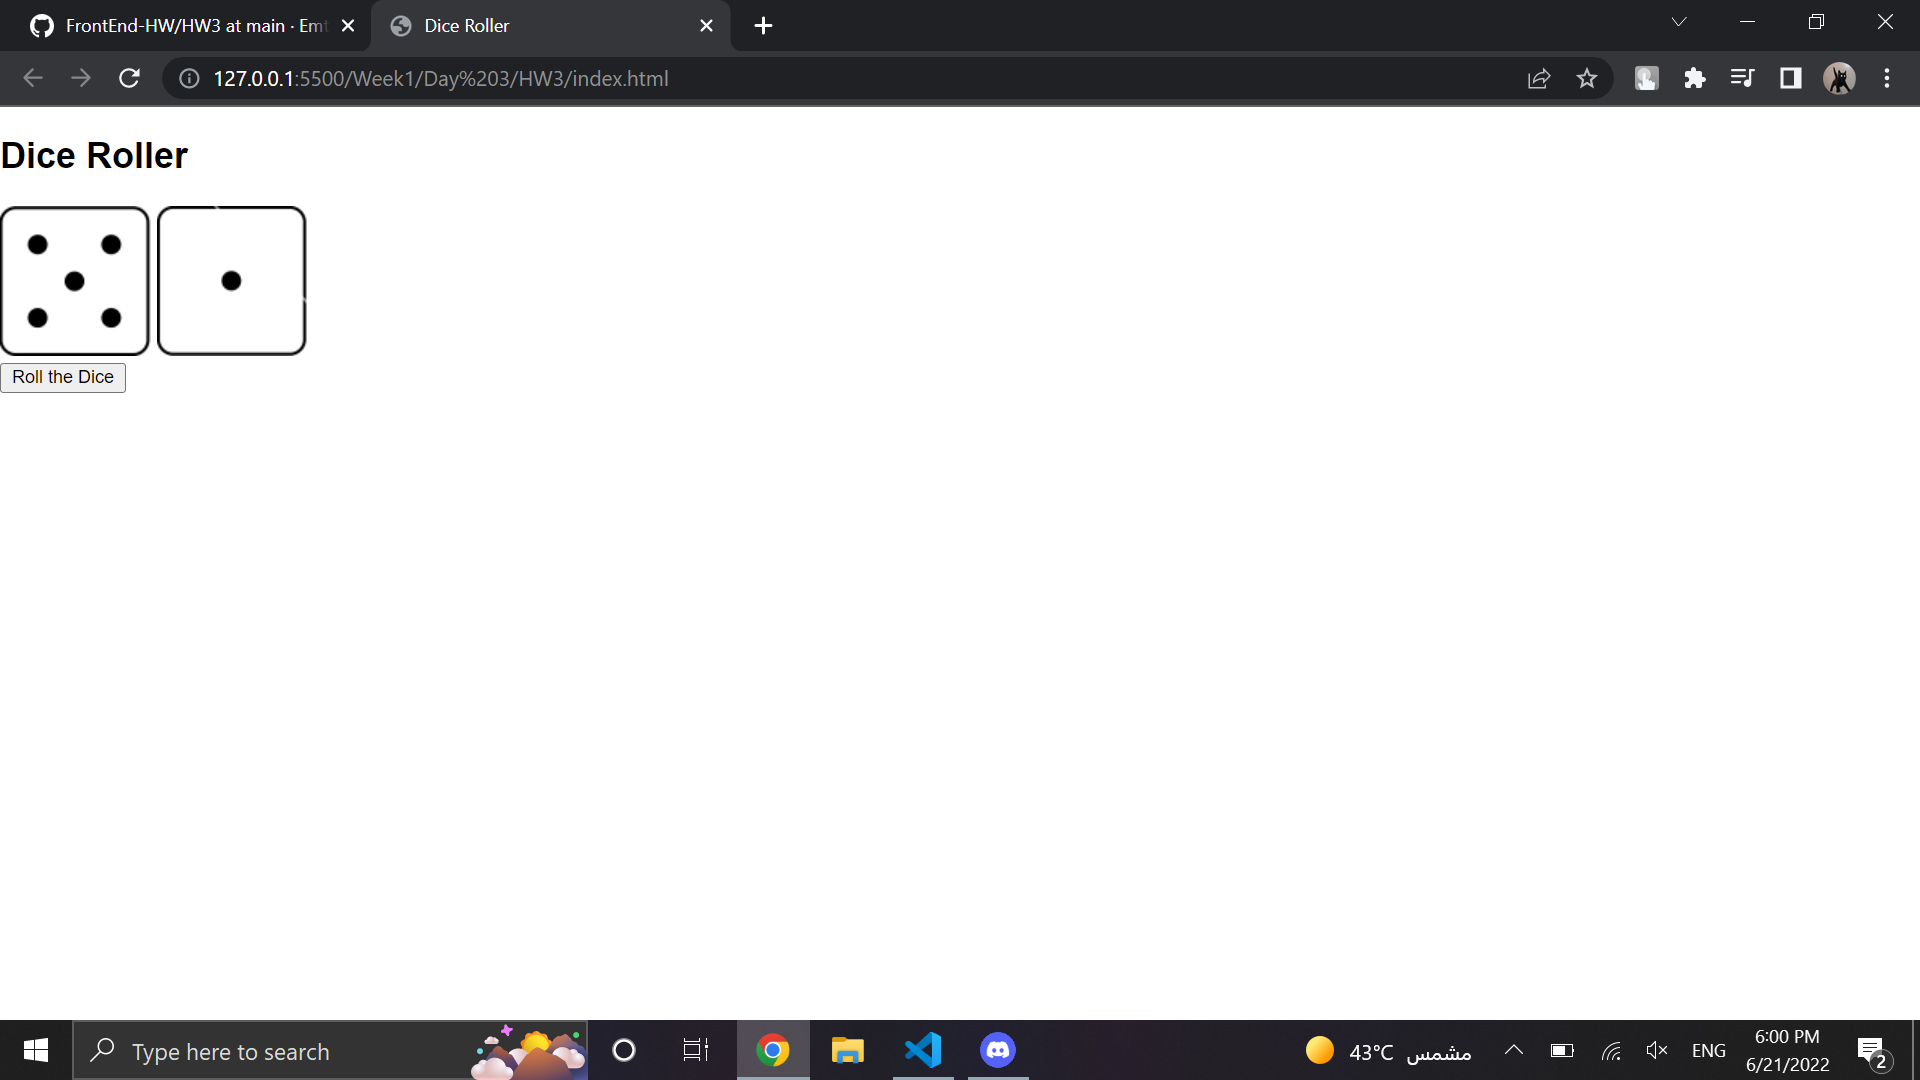 FrontEnd-HW/HW3 at main · Em
Dice Roller
127.0.0.1:5500/Week1/Day%203/HW3/index.html
Dice Roller
Roll the Dice
Type here to search
43°C مشمس
ENG
6:00 PM
6/21/2022
2